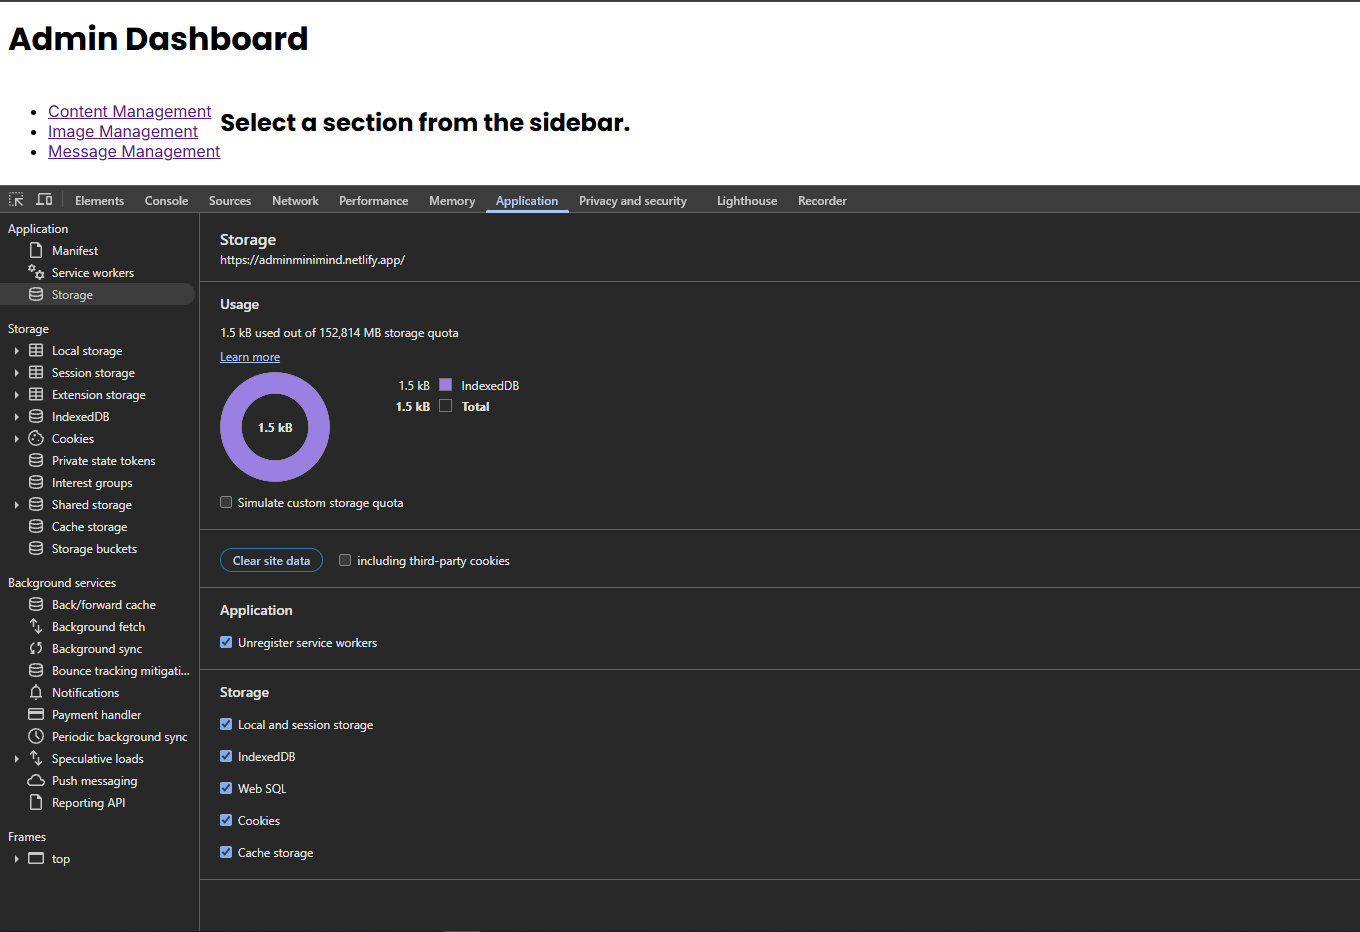 Admin Dashboard
Content Management
Image Management
Message Management
Select a section from the sidebar.
Elements Console Sources Network Performance Memory Application Privacy and security Lighthouse Recorder
Application
Manifest
Service workers
Storage
Storage
Local storage
Session storage
Extension storage
IndexedDB
Cookies
Private state tokens
Interest groups
Shared storage
Cache storage
Storage buckets
Background services
Back/forward cache
Background fetch
Background sync
Bounce tracking mitigati...
Notifications
Payment handler
Periodic background sync
Speculative loads
Push messaging
Reporting API
Frames
top
Storage
https://adminminimind.netlify.app/
Usage
1.5 kB used out of 152,814 MB storage quota
Learn more
1.5 kB
1.5 kB IndexedDB
1.5 kB Total
Simulate custom storage quota
Clear site data including third-party cookies
Application
Unregister service workers
Storage
Local and session storage
IndexedDB
Web SQL
Cookies
Cache storage